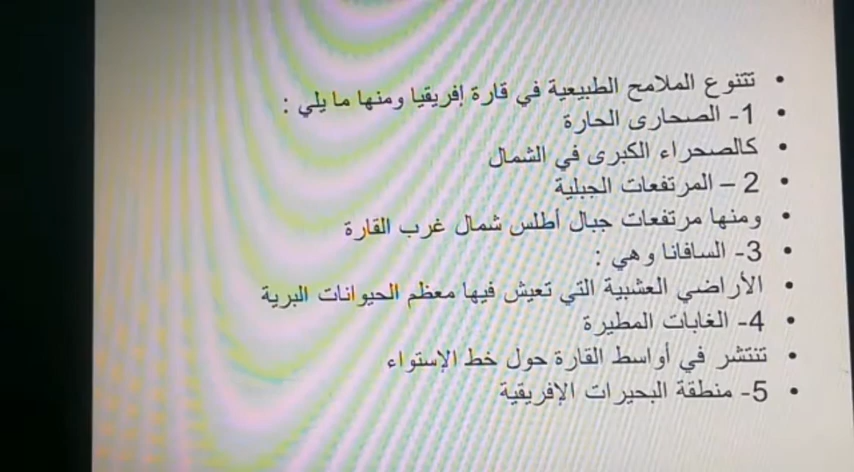 • تتنوع الملامح الطبيعية في قارة إفريقيا ومنها ما يلي :
• 1- الصحارى الحارة
• كالصحراء الكبرى في الشمال
• 2 – المرتفعات الجبلية
• ومنها مرتفعات جبال أطلس شمال غرب القارة
• 3- السافانا وهي :
• الأراضي العشبية التي تعيش فيها معظم الحيوانات البرية
• 4- الغابات المطيرة
• تنتشر في أواسط القارة حول خط الإستواء
• 5- منطقة البحيرات الإفريقية